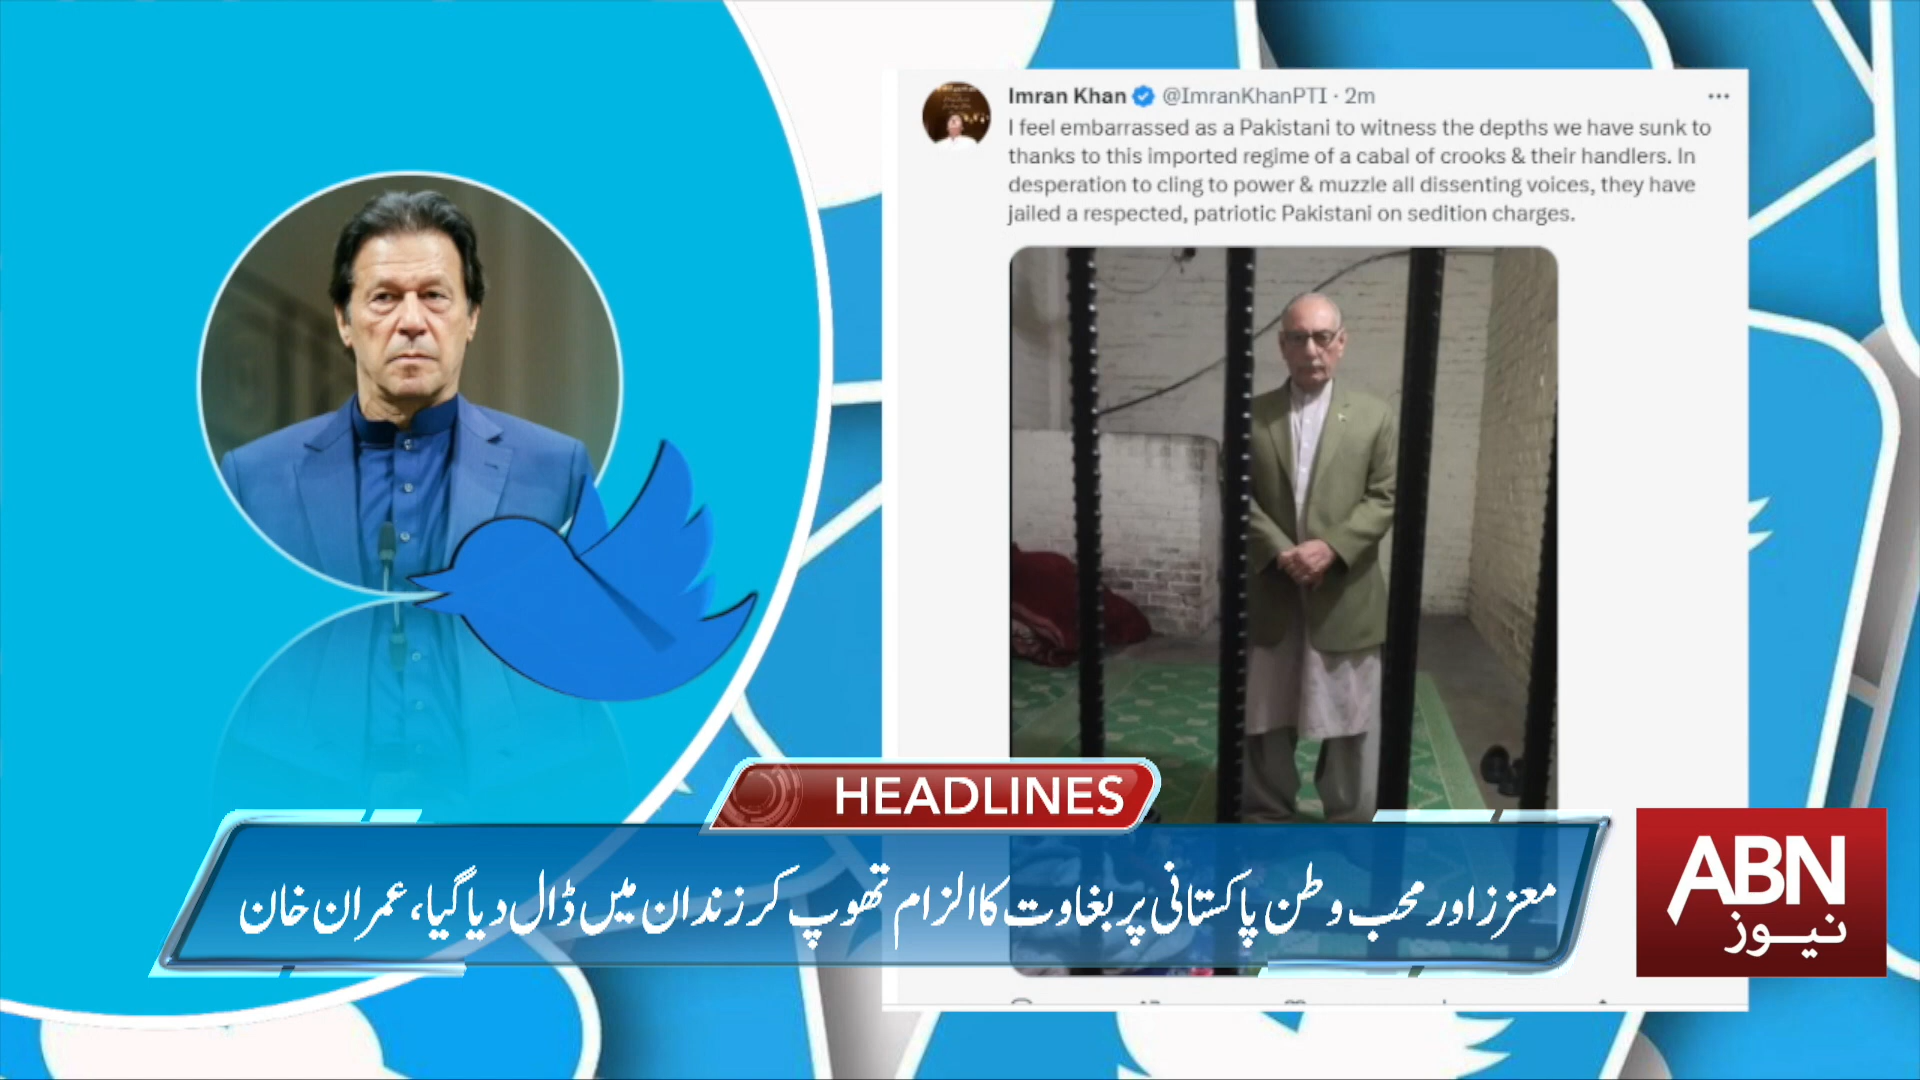 Imran Khan @ImranKhanPTI · 2m
I feel embarrassed as a Pakistani to witness the depths we have sunk to
thanks to this imported regime of a cabal of crooks & their handlers. In
desperation to cling to power & muzzle all dissenting voices, they have
jailed a respected, patriotic Pakistani on sedition charges.
HEADLINES
معزز اور محب وطن پاکستانی پر بغاوت کا الزام تھوپ کر زندان میں ڈال دیا گیا، عمران خان
ABN
نیوز